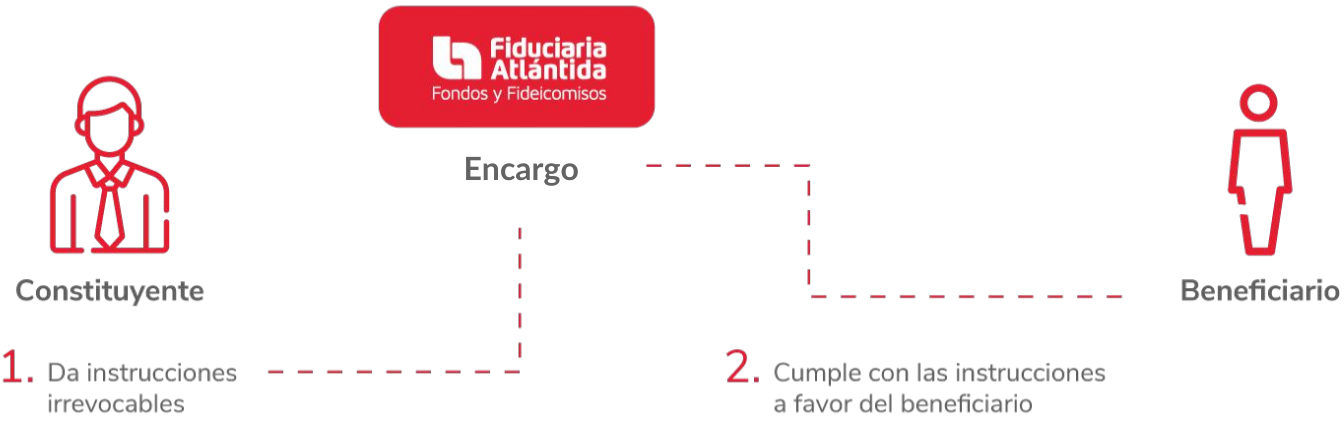 Fiduciaria
Atlántida
Fondos y Fideicomisos
Encargo
Constituyente
Beneficiario
1. Da instrucciones
irrevocables
2. Cumple con las instrucciones
a favor del beneficiario